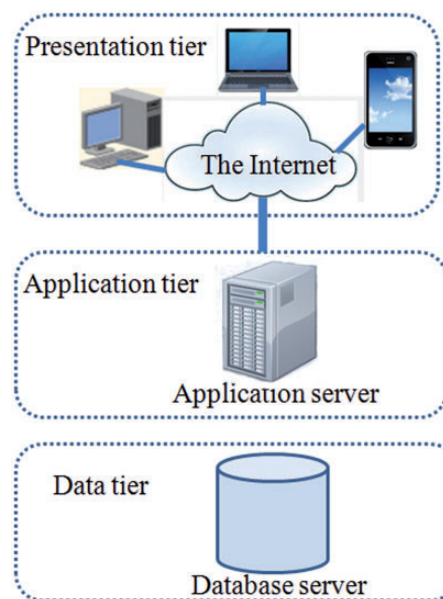 Presentation tier
The Internet
Application tier
Application server
Data tier
Database server